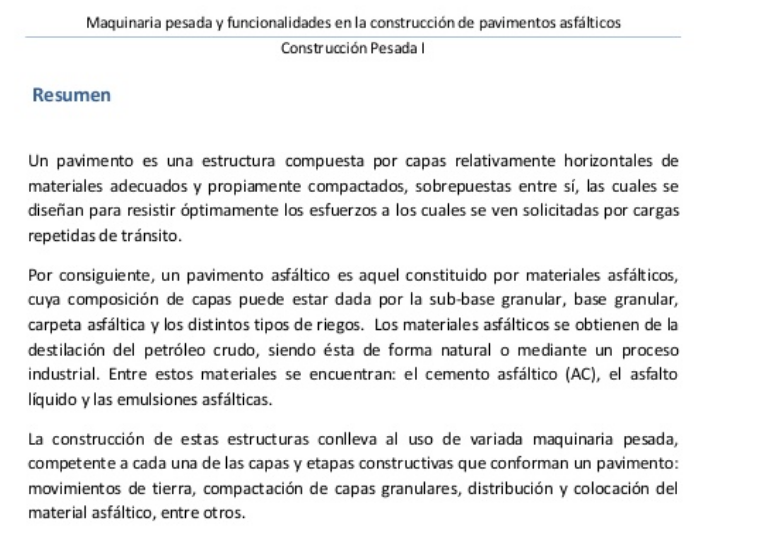 Maquinaria pesada y funcionalidades en la construcción de pavimentos asfálticos
Construcción Pesada I
Resumen
Un pavimento es una estructura compuesta por capas relativamente horizontales de
materiales adecuados y propiamente compactados, sobrepuestas entre sí, las cuales se
diseñan para resistir óptimamente los esfuerzos a los cuales se ven solicitadas por cargas
repetidas de tránsito.
Por consiguiente, un pavimento asfáltico es aquel constituido por materiales asfálticos,
cuya composición de capas puede estar dada por la sub-base granular, base granular,
carpeta asfáltica y los distintos tipos de riegos. Los materiales asfálticos se obtienen de la
destilación del petróleo crudo, siendo ésta de forma natural o mediante un proceso
industrial. Entre estos materiales se encuentran: el cemento asfáltico (AC), el asfalto
líquido y las emulsiones asfálticas.
La construcción de estas estructuras conlleva al uso de variada maquinaria pesada,
competente a cada una de las capas y etapas constructivas que conforman un pavimento:
movimientos de tierra, compactación de capas granulares, distribución y colocación del
material asfáltico, entre otros.